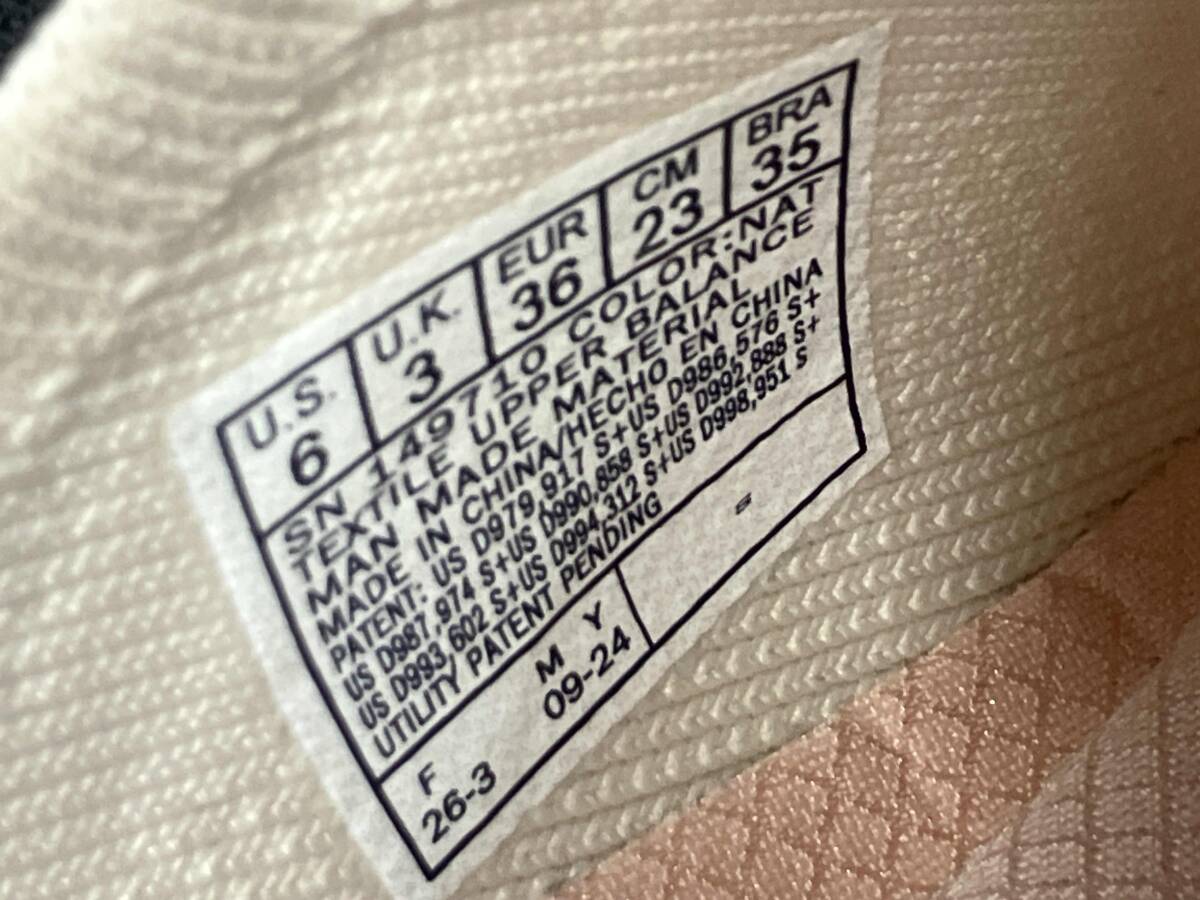 U.S. U.K. EUR CM BRA
6 3 36 23 35
SN 149710 COLOR:NAT
TEXTILE UPPER BALANCE
MAN MADE MATERIAL
MADE IN CHINA/HECHO EN CHINA
PATENT: US D979,917 S+US D986,576 S+
US D987,974 S+US D990,858 S+US D992,888 S+
US D993,602 S+US D994,312 S+US D998,951 S
UTILITY PATENT PENDING
F M Y
26-3 09-24